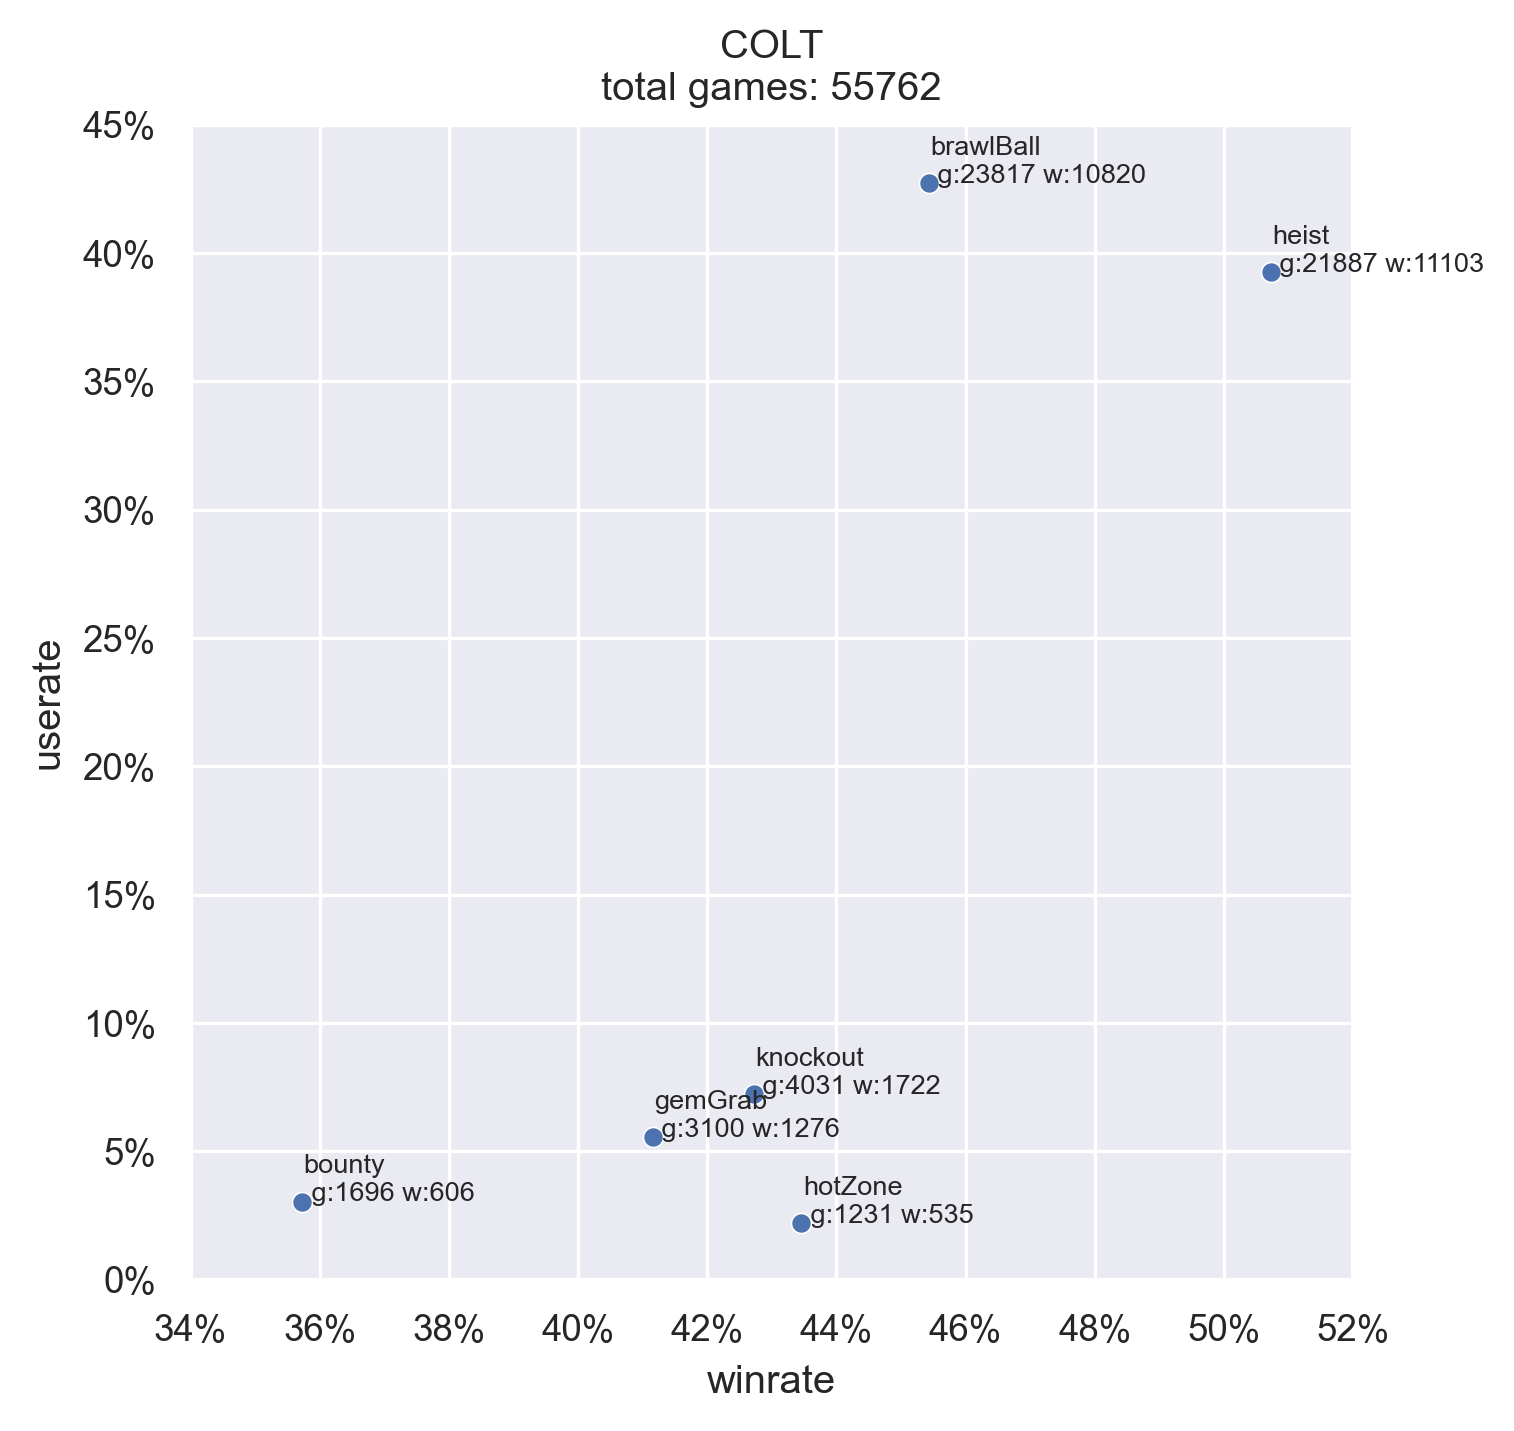 COLT
total games: 55762
45%
40%
35%
30%
25%
20%
15%
10%
5%
0%
userate
brawlBall
g:23817 w:10820
heist
g:21887 w:11103
knockout
g:4031 w:1722
gemGrab
g:3100 w:1276
bounty
g:1696 w:606
hotZone
g:1231 w:535
34% 36% 38% 40% 42% 44% 46% 48% 50% 52%
winrate